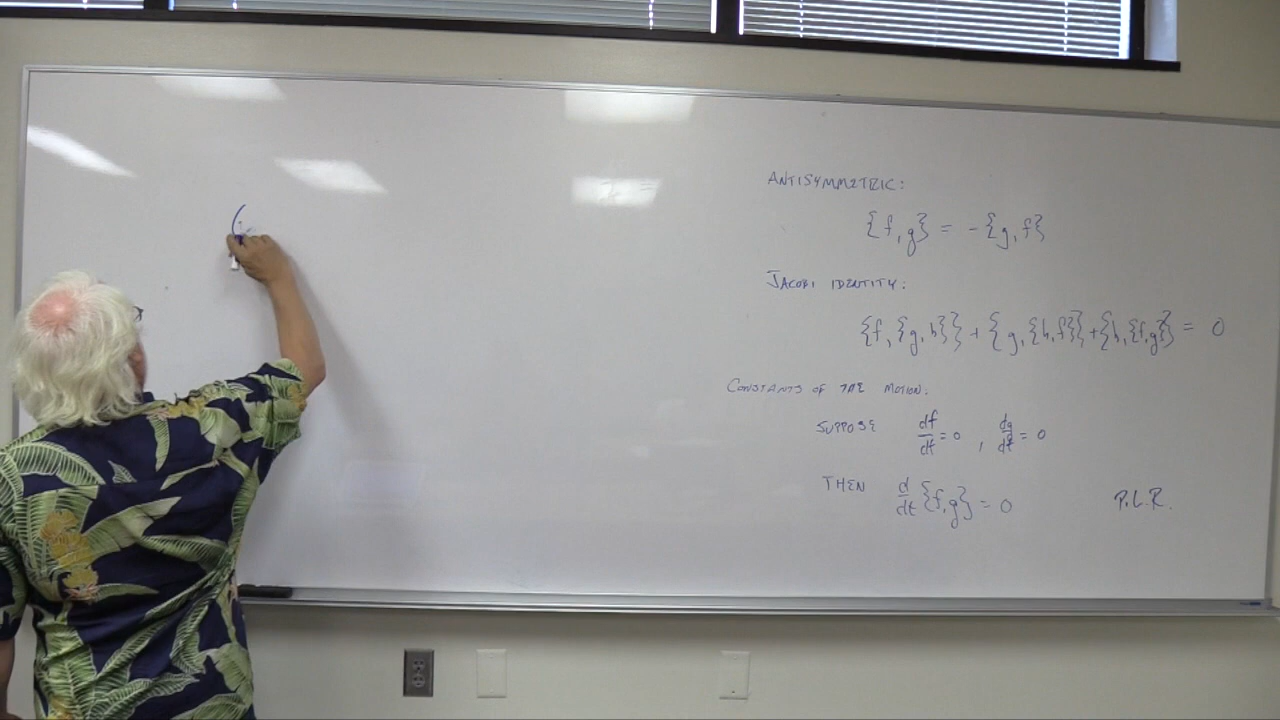 ANTISYMMETRIC:
{f,g} = -{g,f}
JACOBI IDENTITY:
{f,{g,h}} + {g,{h,f}} + {h,{f,g}} = 0
CONSTANTS OF THE MOTION:
SUPPOSE df/dt = 0 , dg/dt = 0
THEN d/dt {f,g} = 0 P.L.R.